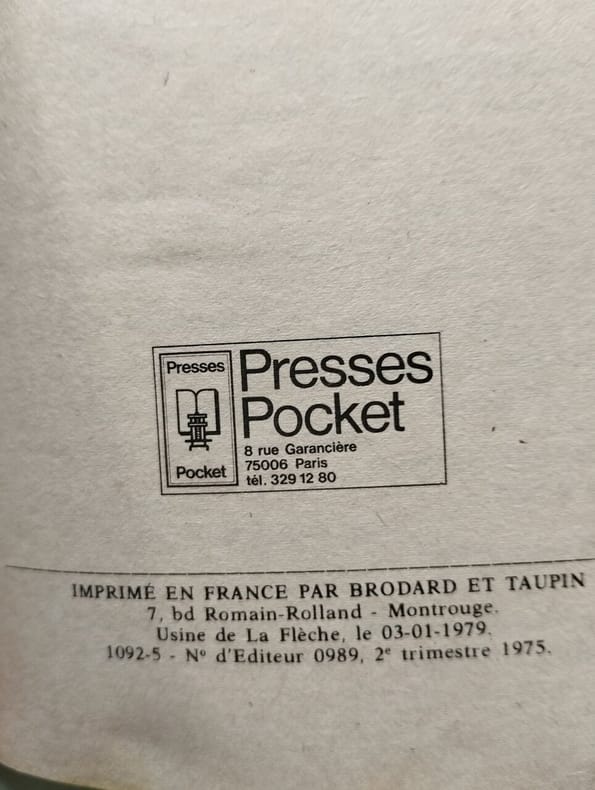 Presses
Pocket
Presses
Pocket
8 rue Garancière
75006 Paris
tél. 329 12 80
IMPRIMÉ EN FRANCE PAR BRODARD ET TAUPIN
7, bd Romain-Rolland - Montrouge.
Usine de La Flèche, le 03-01-1979.
1092-5 - Nº d'Editeur 0989, 2e trimestre 1975.